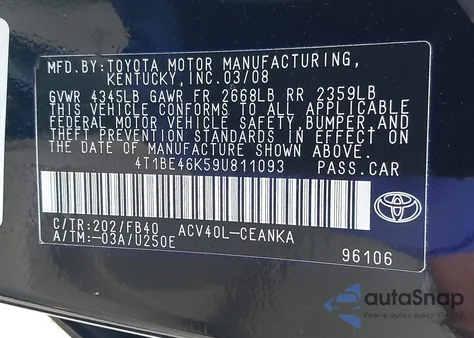 MFD.BY:TOYOTA MOTOR MANUFACTURING,
KENTUCKY,INC.03/08
GVWR 4345LB GAWR FR 2668LB RR 2359LB
THIS VEHICLE CONFORMS TO ALL APPLICABLE
FEDERAL MOTOR VEHICLE SAFETY,BUMPER AND
THEFT PREVENTION STANDARDS IN EFFECT ON
THE DATE OF MANUFACTURE SHOWN ABOVE.
4T1BE46K59U811093 PASS.CAR
C/TR:202/FB40 ACV40L-CEANKA
A/TM:-03A/U250E
96106
autoSnap